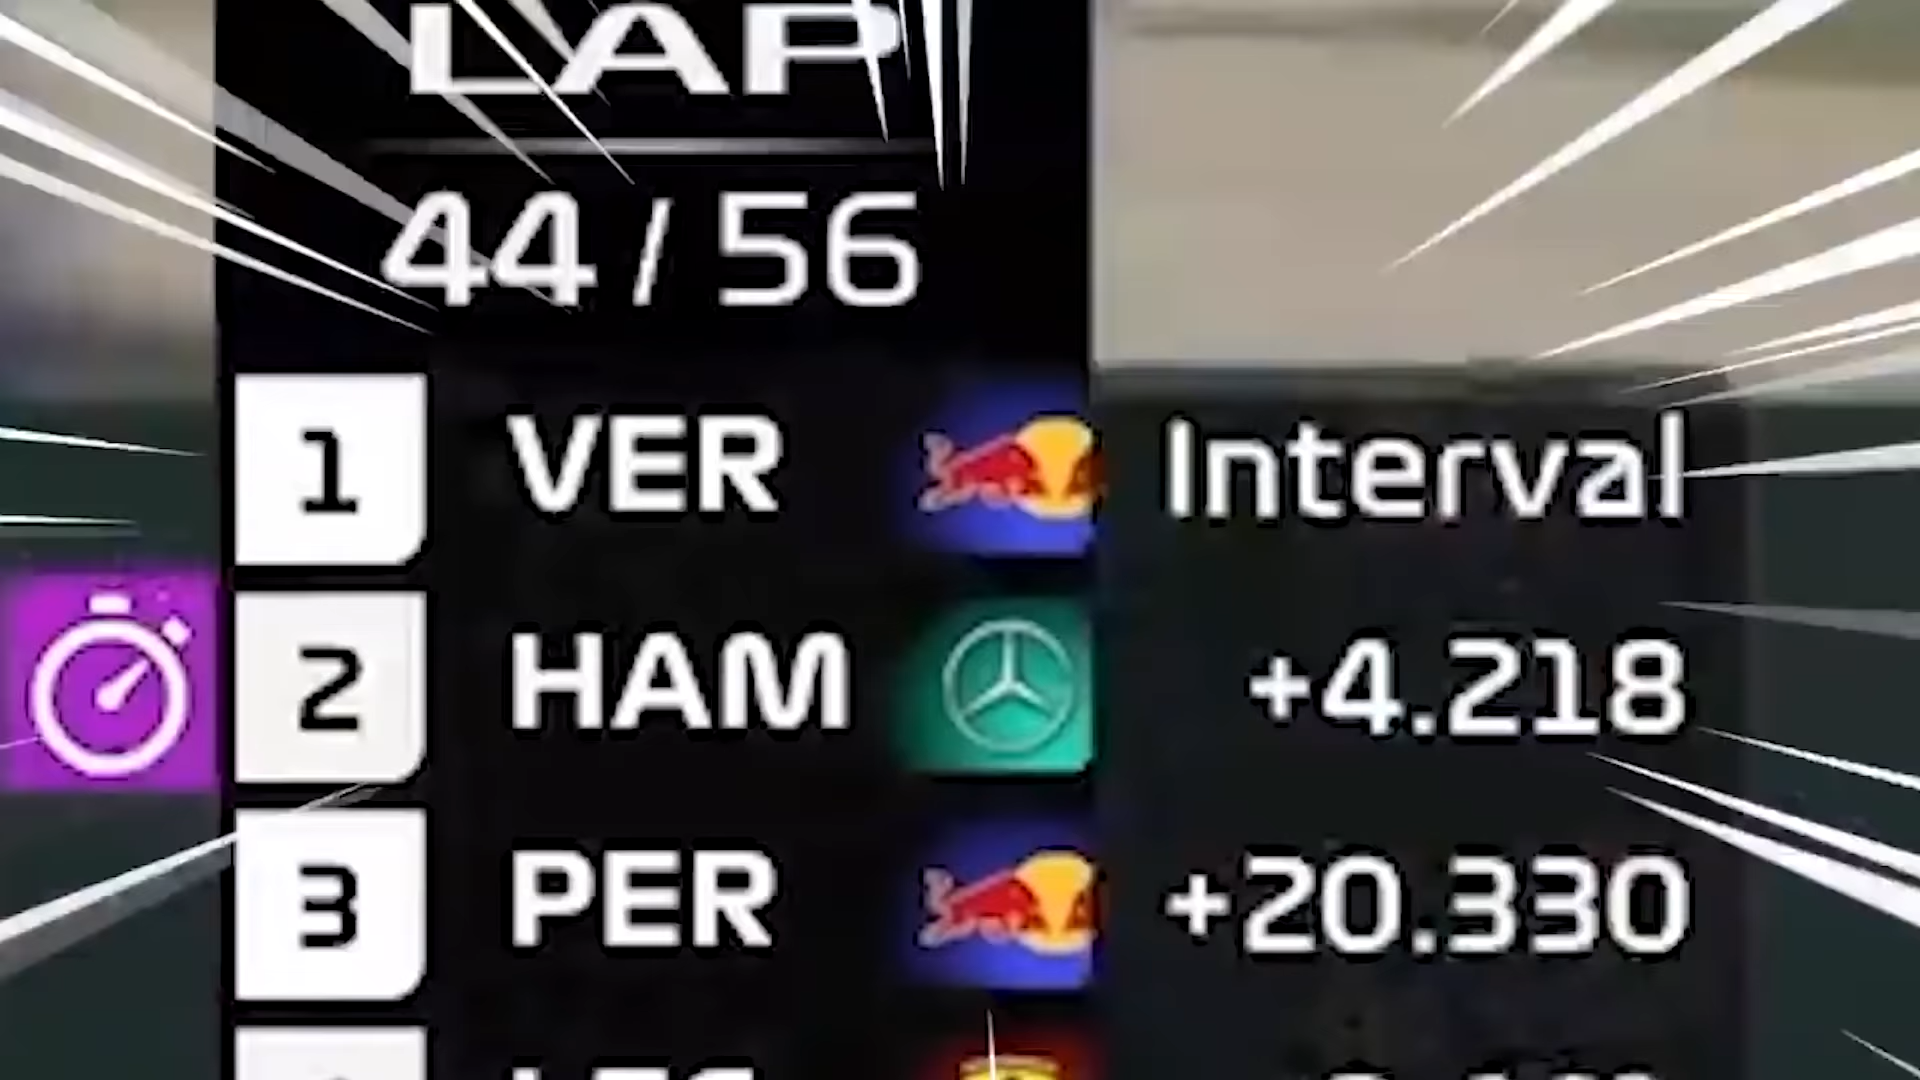 LAP
44 / 56
1 VER Interval
2 HAM +4.218
3 PER +20.330